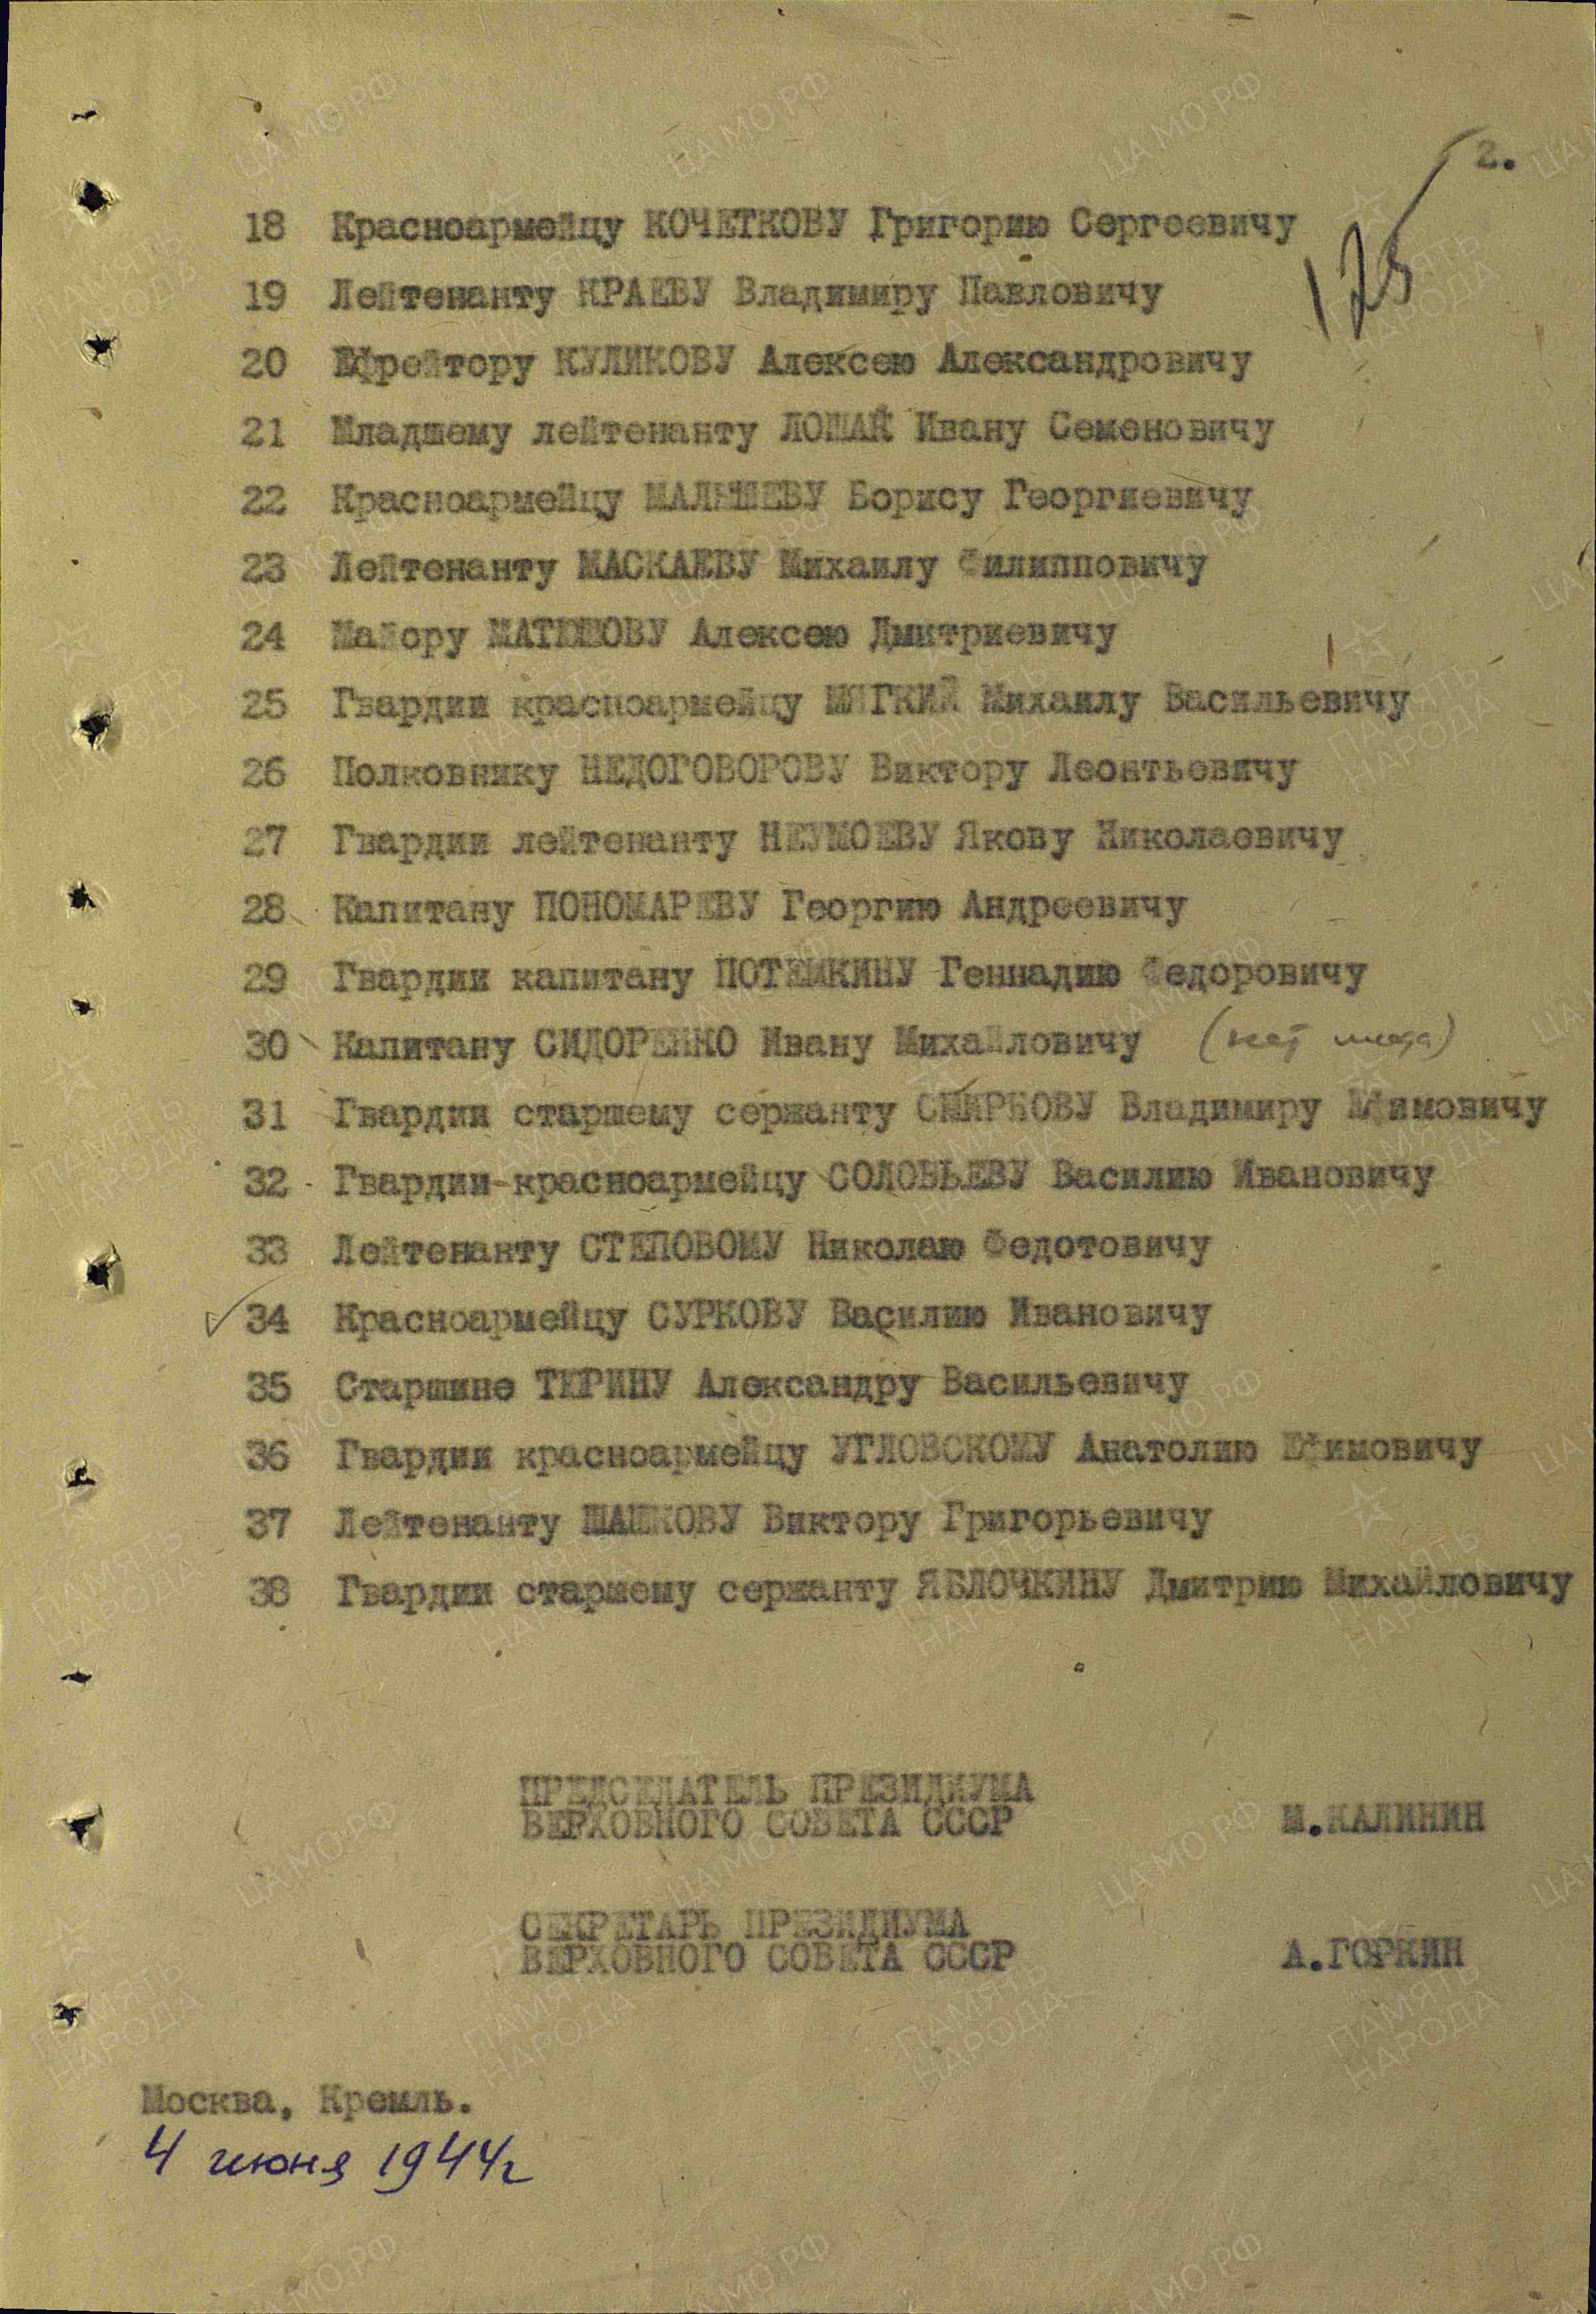 2.
175
18 Красноармейцу КОЧЕТКОВУ Григорию Сергеевичу
19 Лейтенанту КРАЕВУ Владимиру Павловичу
20 Ефрейтору КУЛИКОВУ Алексею Александровичу
21 Младшему лейтенанту ЛОШАК Ивану Семеновичу
22 Красноармейцу МАЛЫШЕВУ Борису Георгиевичу
23 Лейтенанту МАСКАЕВУ Михаилу Филипповичу
24 Майору МАТЮШОВУ Алексею Дмитриевичу
25 Гвардии красноармейцу МЯГКИЙ Михаилу Васильевичу
26 Полковнику НЕДОГОВОРОВУ Виктору Леонтьевичу
27 Гвардии лейтенанту НЕУМОЕВУ Якову Николаевичу
28 Капитану ПОНОМАРЕВУ Георгию Андреевичу
29 Гвардии капитану ПОТЕМКИНУ Геннадию Федоровичу
30 Капитану СИДОРЕНКО Ивану Михайловичу (нет
31 Гвардии старшему сержанту СМИРНОВУ Владимиру Ефимовичу
32 Гвардии красноармейцу СОЛОВЬЕВУ Василию Ивановичу
33 Лейтенанту СТЕПОВОМУ Николаю Федотовичу
34 Красноармейцу СУРКОВУ Василию Ивановичу
35 Старшине ТЮРИНУ Александру Васильевичу
36 Гвардии красноармейцу УГЛОВСКОМУ Анатолию Ефимовичу
37 Лейтенанту ШАШКОВУ Виктору Григорьевичу
38 Гвардии старшему сержанту ЯБЛОЧКИНУ Дмитрию Михайловичу
ПРЕДСЕДАТЕЛЬ ПРЕЗИДИУМА
ВЕРХОВНОГО СОВЕТА СССР М.КАЛИНИН
СЕКРЕТАРЬ ПРЕЗИДИУМА
ВЕРХОВНОГО СОВЕТА СССР А.ГОРКИН
Москва, Кремль.
4 июня 1944г